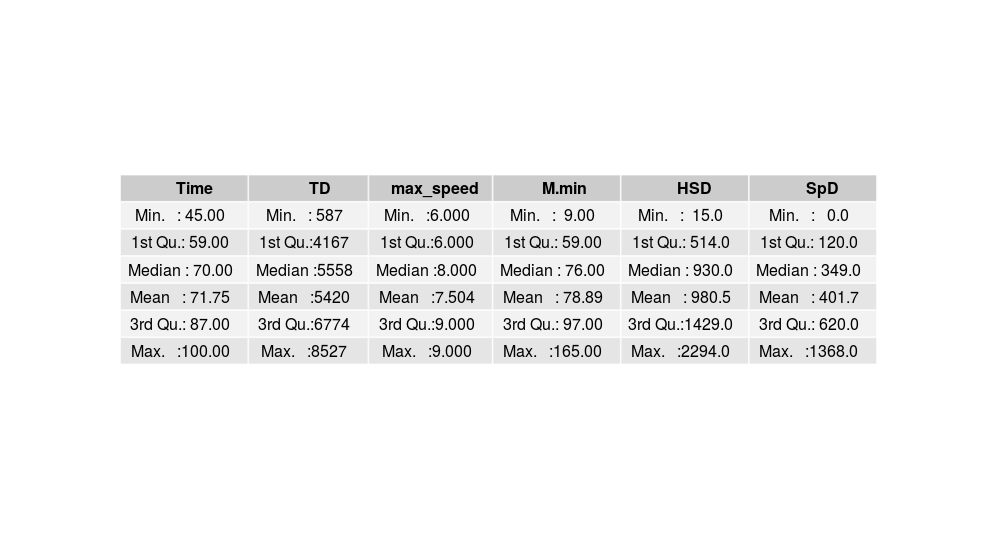 Time TD max_speed M.min HSD SpD
Min.   : 45.00 Min.   : 587 Min.   :6.000 Min.   :  9.00 Min.   :  15.0 Min.   :   0.0
1st Qu.: 59.00 1st Qu.:4167 1st Qu.:6.000 1st Qu.: 59.00 1st Qu.: 514.0 1st Qu.: 120.0
Median : 70.00 Median :5558 Median :8.000 Median : 76.00 Median : 930.0 Median : 349.0
Mean   : 71.75 Mean   :5420 Mean   :7.504 Mean   : 78.89 Mean   : 980.5 Mean   : 401.7
3rd Qu.: 87.00 3rd Qu.:6774 3rd Qu.:9.000 3rd Qu.: 97.00 3rd Qu.:1429.0 3rd Qu.: 620.0
Max.   :100.00 Max.   :8527 Max.   :9.000 Max.   :165.00 Max.   :2294.0 Max.   :1368.0